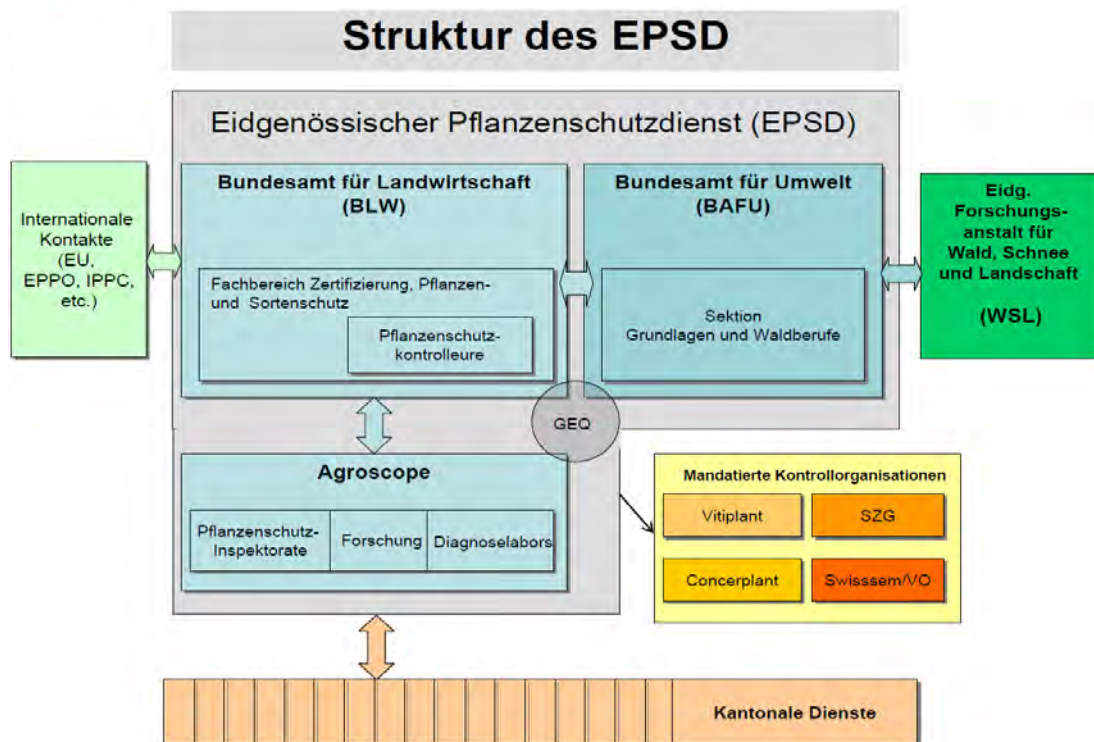 Struktur des EPSD
Eidgenössischer Pflanzenschutzdienst (EPSD)
Internationale
Kontakte
(EU,
EPPO, IPPC,
etc.)
Bundesamt für Landwirtschaft
(BLW)
Fachbereich Zertifizierung, Pflanzen-
und Sortenschutz
Pflanzenschutz-
kontrolleure
Bundesamt für Umwelt
(BAFU)
Sektion
Grundlagen und Waldberufe
Eidg.
Forschungs-
anstalt für
Wald, Schnee
und Landschaft
(WSL)
GEQ
Agroscope
Pflanzenschutz-
Inspektorate
Forschung
Diagnoselabors
Mandatierte Kontrollorganisationen
Vitiplant
SZG
Concerplant
Swisssem/VO
Kantonale Dienste